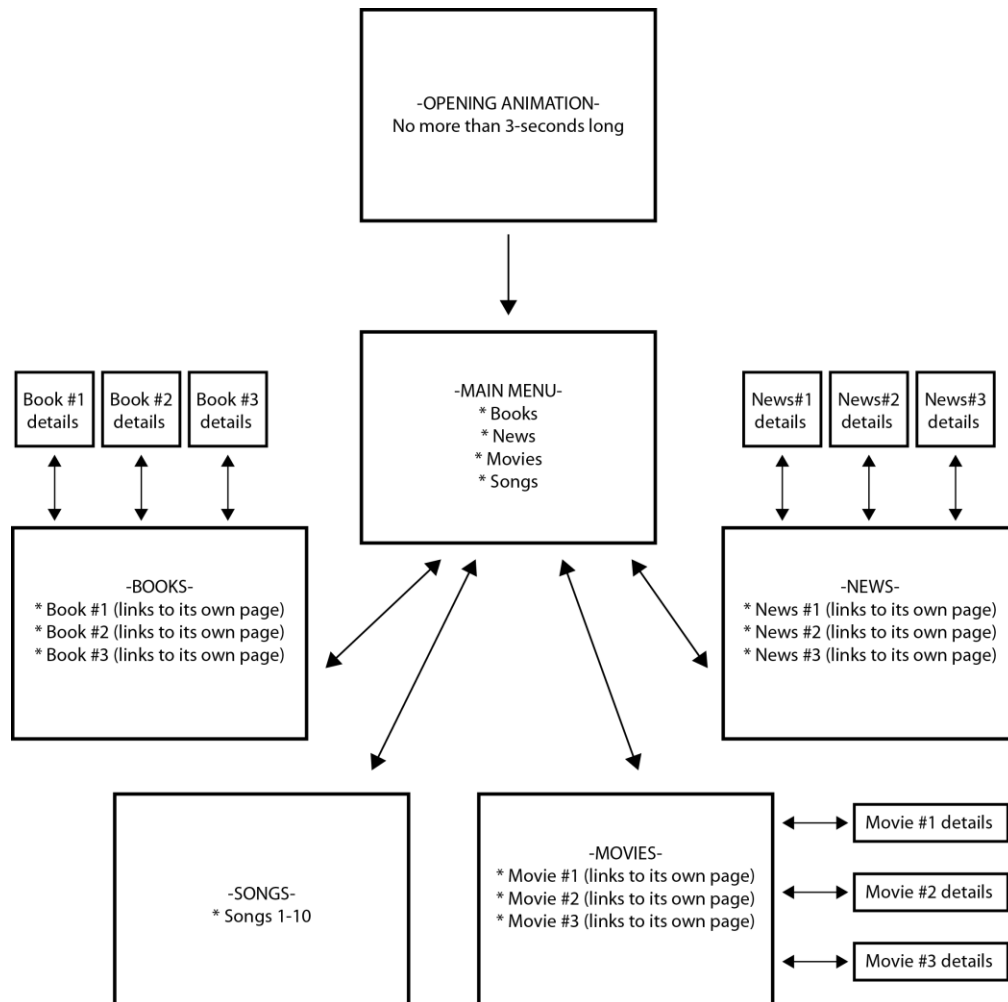 -OPENING ANIMATION-
No more than 3-seconds long
-MAIN MENU-
* Books
* News
* Movies
* Songs
Book #1
details
Book #2
details
Book #3
details
News#1
details
News#2
details
News#3
details
-BOOKS-
* Book #1 (links to its own page)
* Book #2 (links to its own page)
* Book #3 (links to its own page)
-NEWS-
* News #1 (links to its own page)
* News #2 (links to its own page)
* News #3 (links to its own page)
-SONGS-
* Songs 1-10
-MOVIES-
* Movie #1 (links to its own page)
* Movie #2 (links to its own page)
* Movie #3 (links to its own page)
Movie #1 details
Movie #2 details
Movie #3 details